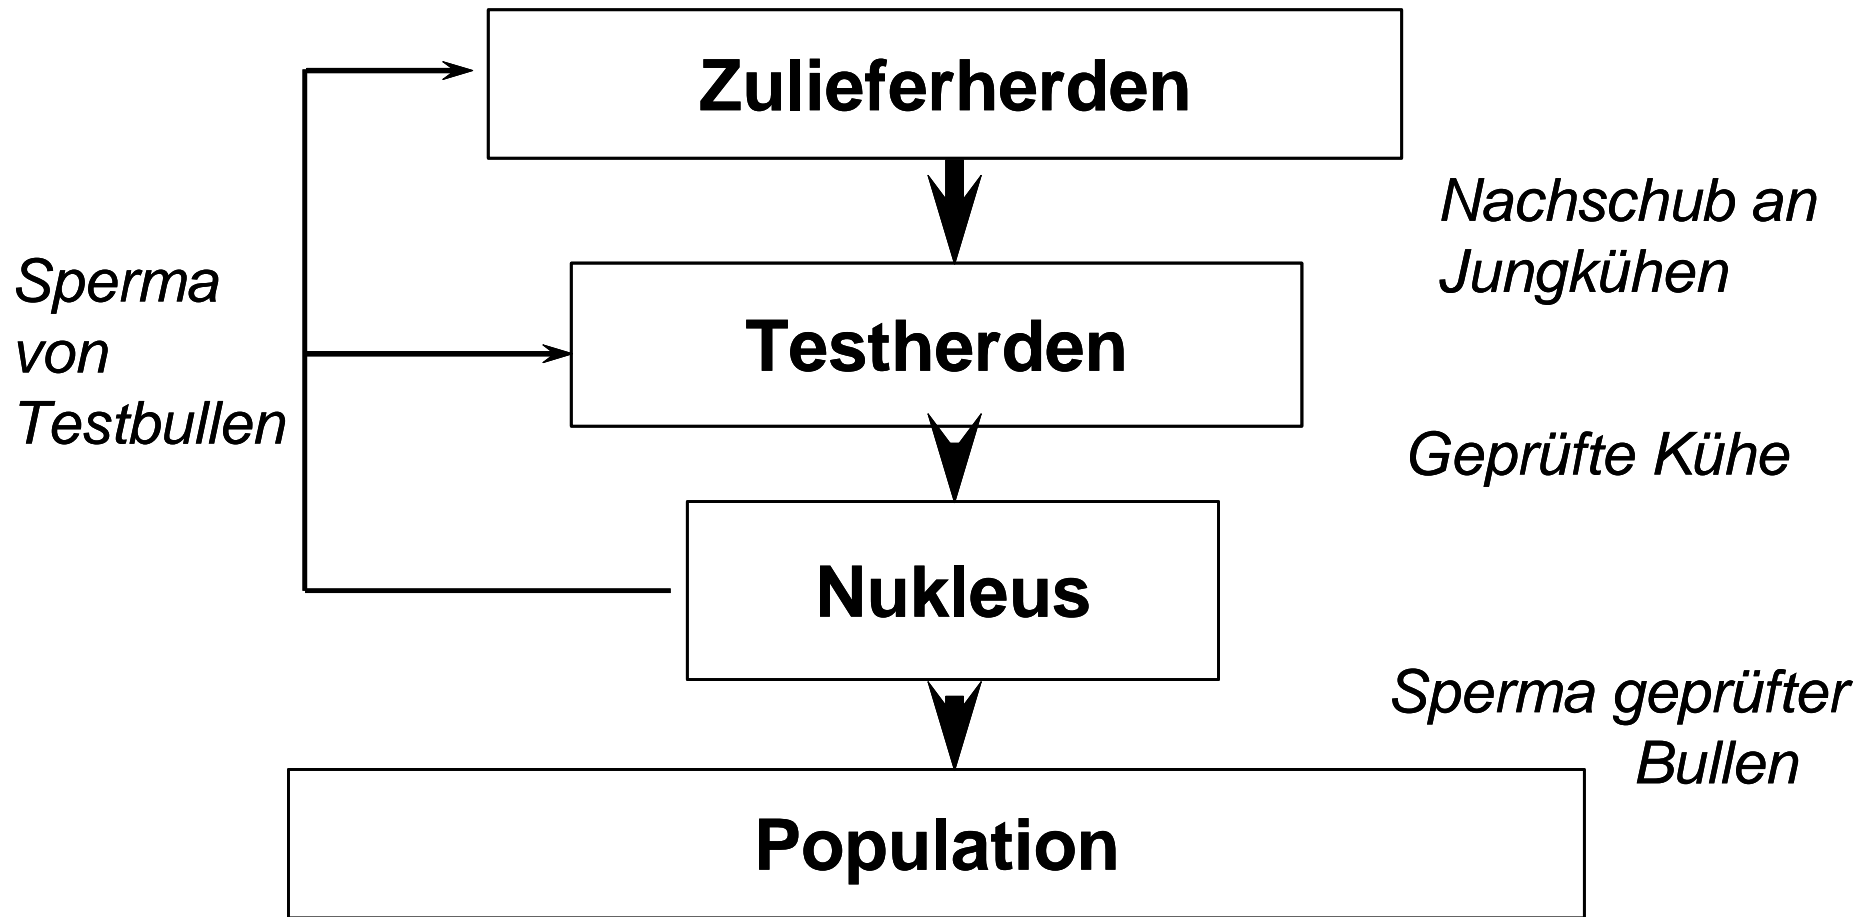 Zulieferherden
Nachschub an
Jungkühen
Sperma
von
Testbullen
Testherden
Geprüfte Kühe
Nukleus
Sperma geprüfter
Bullen
Population